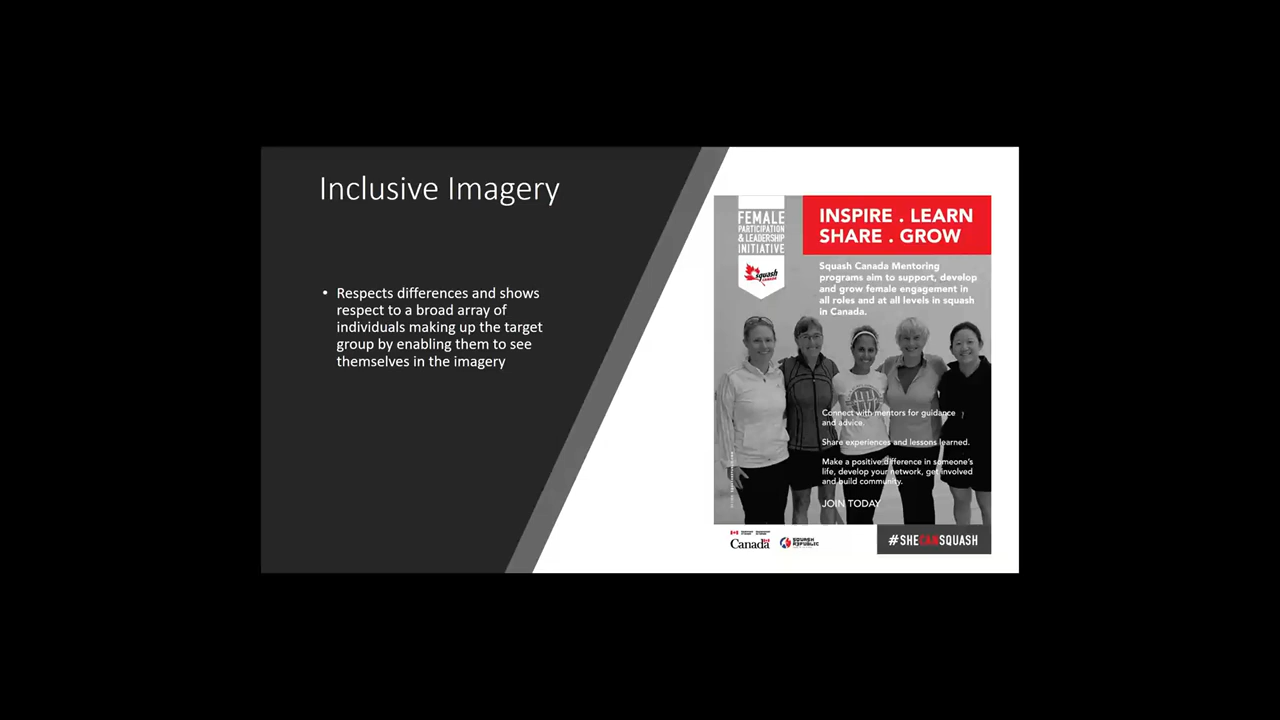 Inclusive Imagery
• Respects differences and shows
respect to a broad array of
individuals making up the target
group by enabling them to see
themselves in the imagery
FEMALE
PARTICIPATION
& LEADERSHIP
INITIATIVE
squash
CANADA
INSPIRE . LEARN
SHARE . GROW
Squash Canada Mentoring
programs aim to support, develop
and grow female engagement in
all roles and at all levels in squash
in Canada.
Connect with mentors for guidance
and advice.
Share experiences and lessons learned.
Make a positive difference in someone's
life, develop your network, get involved
and build community.
JOIN TODAY
Canada
SQUASH
REPUBLIC
#SHECANSQUASH